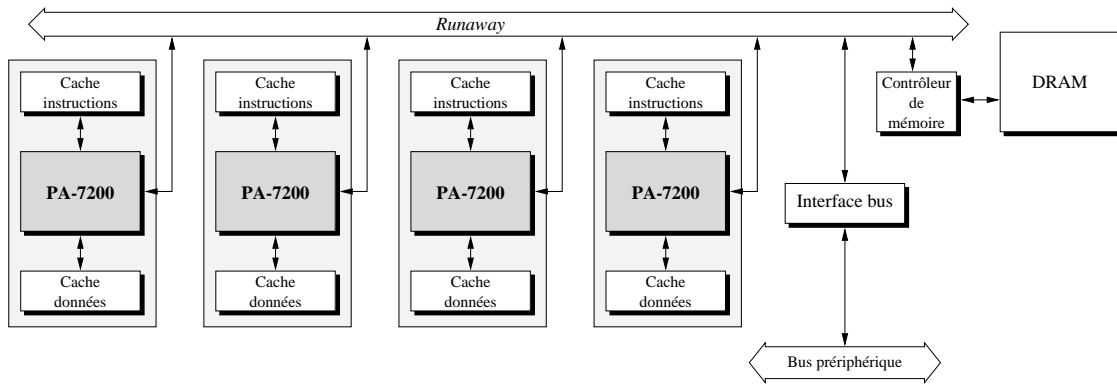 Runaway
Cache
instructions
PA-7200
Cache
données
Cache
instructions
PA-7200
Cache
données
Cache
instructions
PA-7200
Cache
données
Cache
instructions
PA-7200
Cache
données
Contrôleur
de
mémoire
DRAM
Interface bus
Bus prériphérique